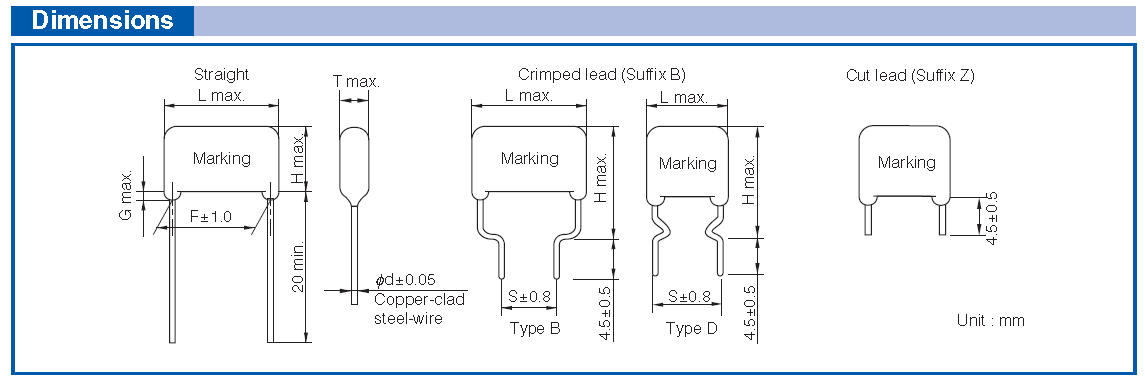 Dimensions
Straight
L max.
T max.
Crimped lead (Suffix B)
L max.
L max.
Cut lead (Suffix Z)
Marking
H max.
Marking
H max.
Marking
H max.
Marking
G max.
F±1.0
20 min.
4.5±0.5
ϕd±0.05
Copper-clad
steel-wire
S±0.8
4.5±0.5
S±0.8
4.5±0.5
Type B
Type D
Unit : mm